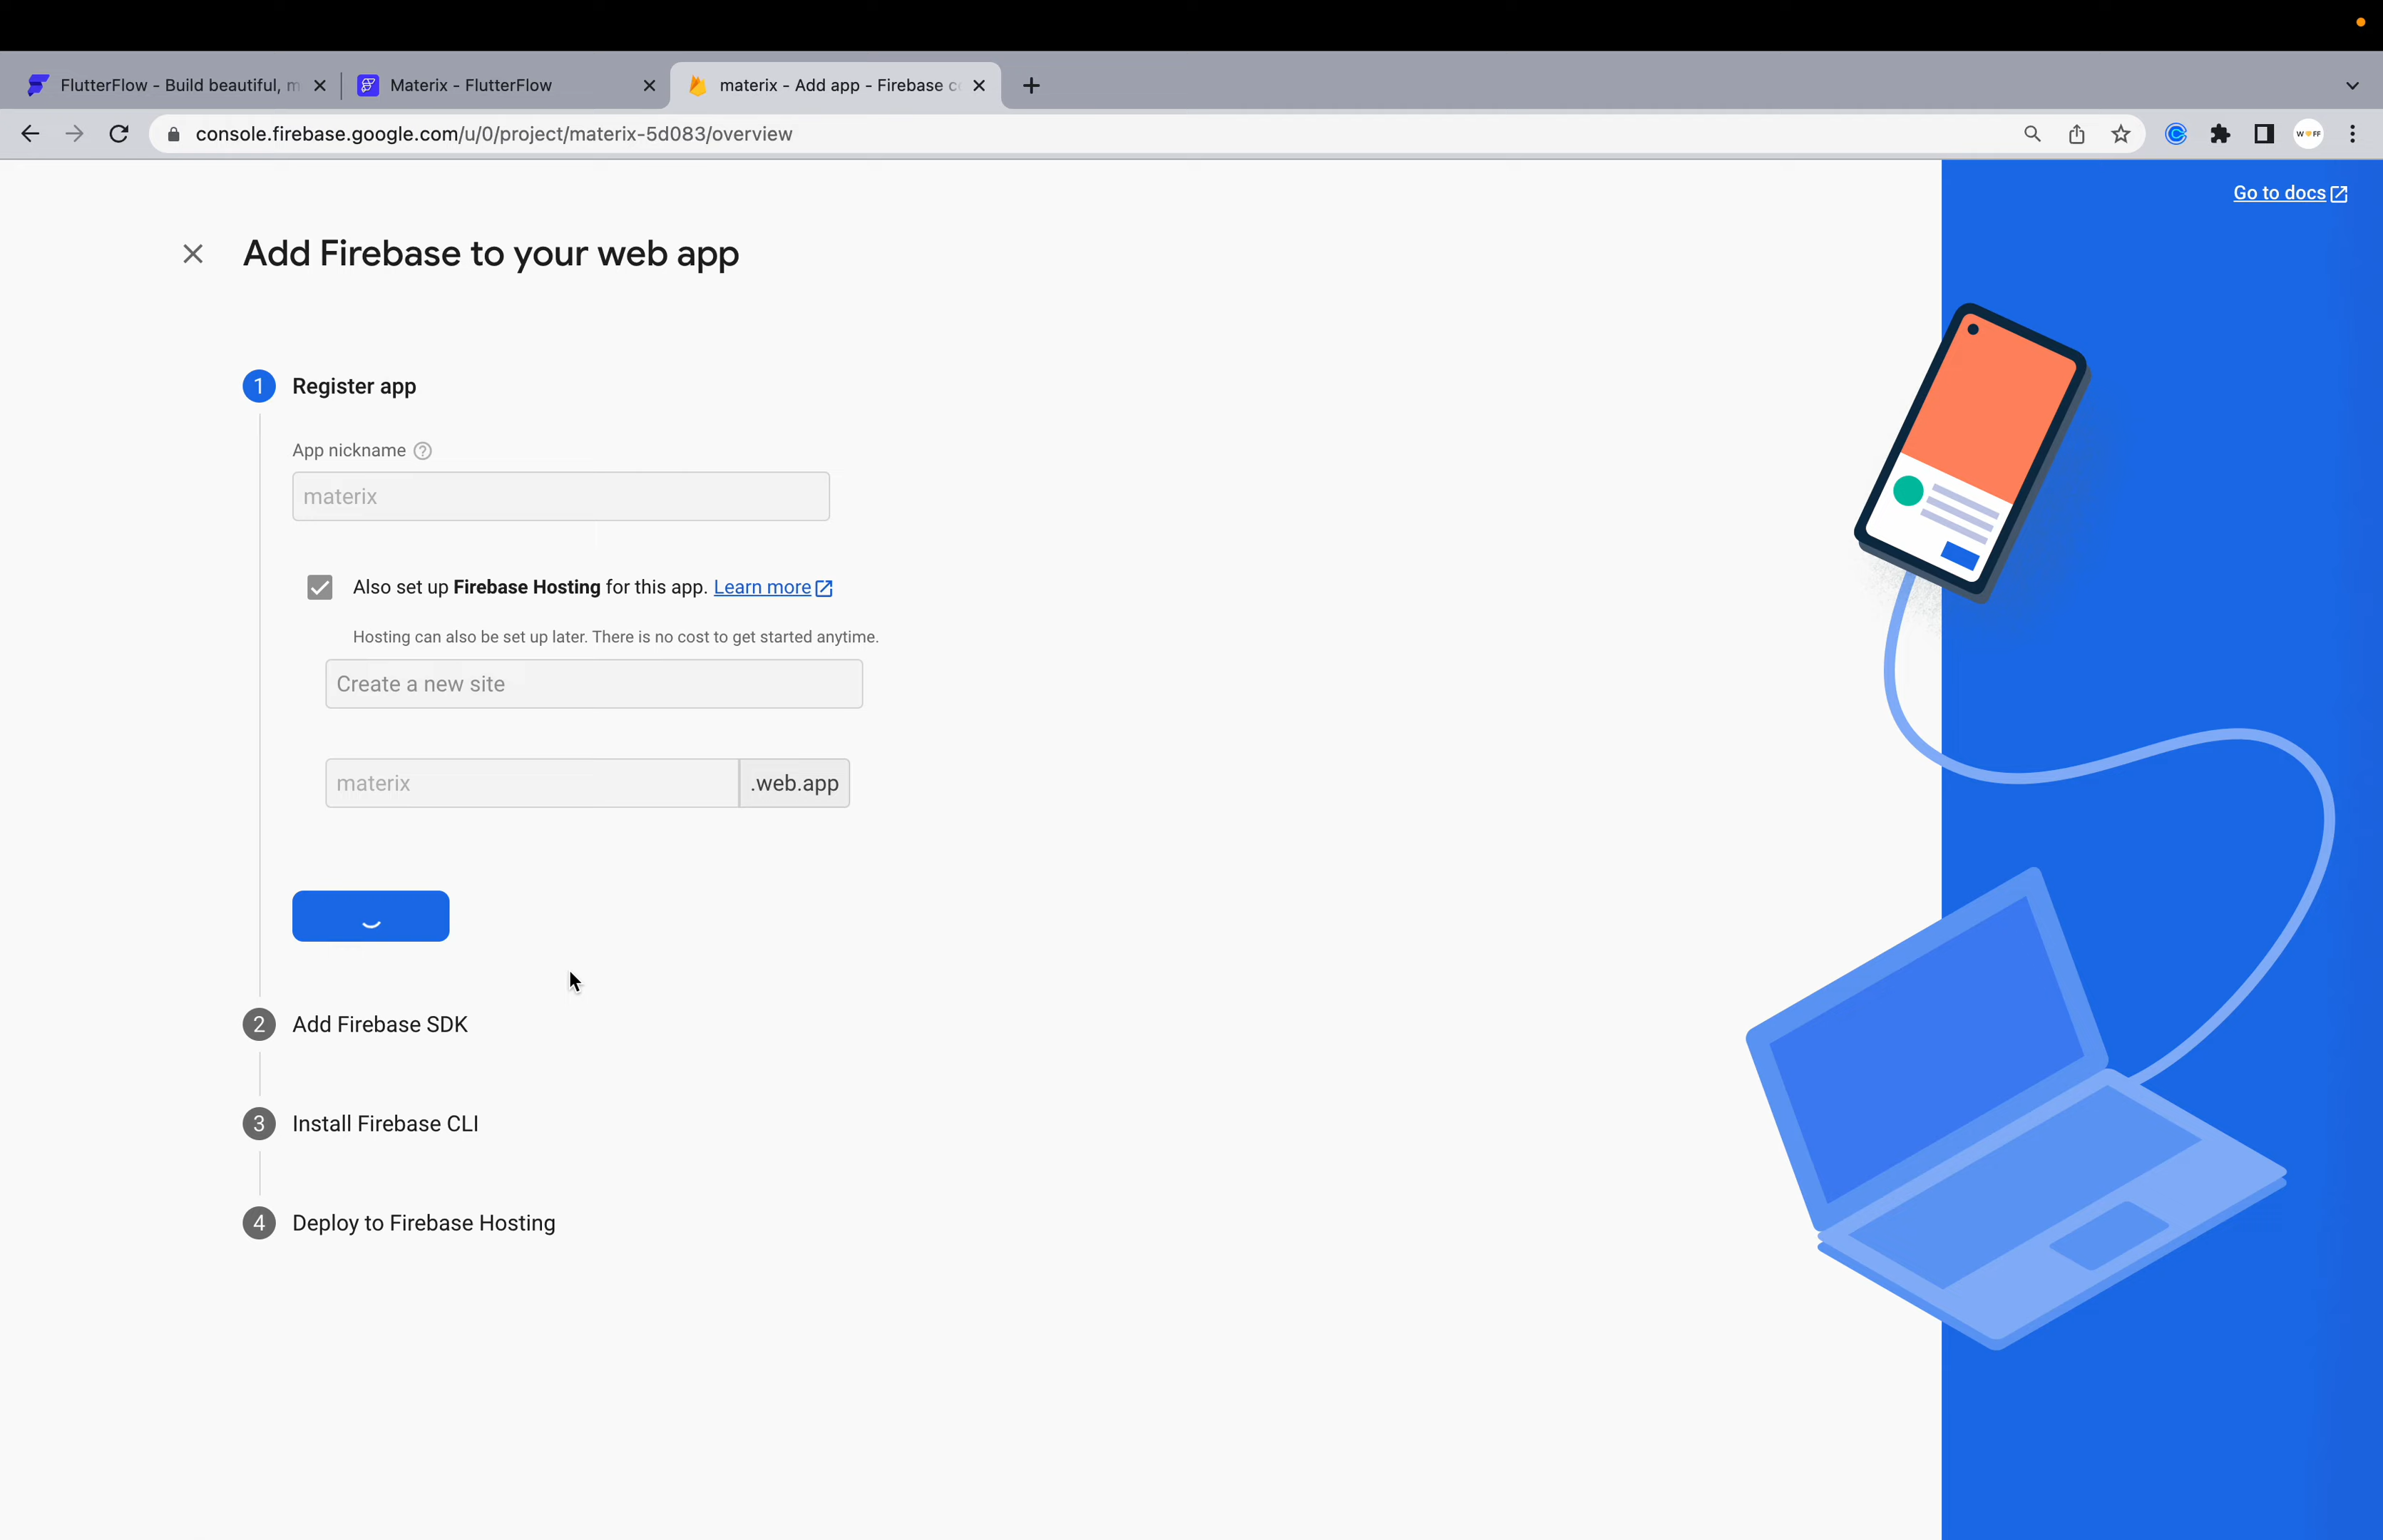 FlutterFlow - Build beautiful, m
Materix - FlutterFlow
materix - Add app - Firebase co
console.firebase.google.com/u/0/project/materix-5d083/overview
W FF
Go to docs
Add Firebase to your web app
1 Register app
App nickname ?
materix
Also set up Firebase Hosting for this app. Learn more
Hosting can also be set up later. There is no cost to get started anytime.
Create a new site
materix .web.app
2 Add Firebase SDK
3 Install Firebase CLI
4 Deploy to Firebase Hosting